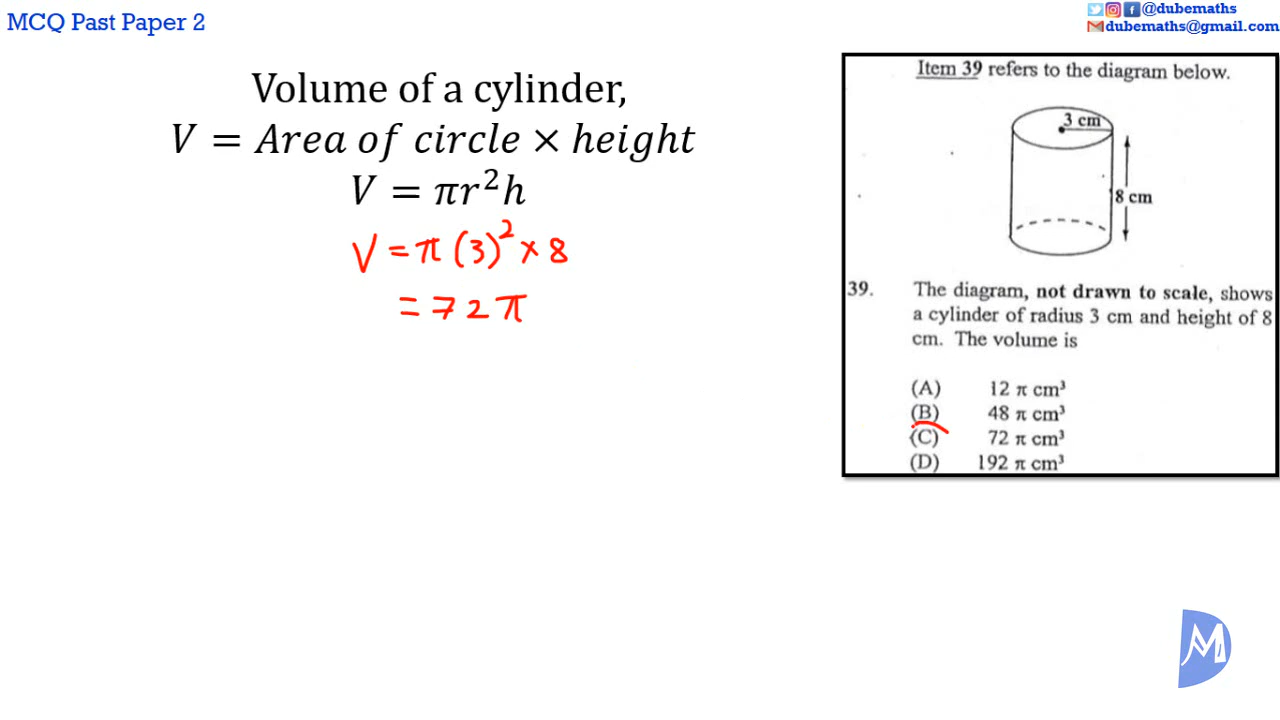 MCQ Past Paper 2
@dubemaths
dubemaths@gmail.com
Volume of a cylinder,
V = Area of circle × height
V = πr²h
V = π (3)² × 8
= 72 π
Item 39 refers to the diagram below.
3 cm
8 cm
39. The diagram, not drawn to scale, shows
a cylinder of radius 3 cm and height of 8
cm. The volume is
(A) 12 π cm³
(B) 48 π cm³
(C) 72 π cm³
(D) 192 π cm³
M